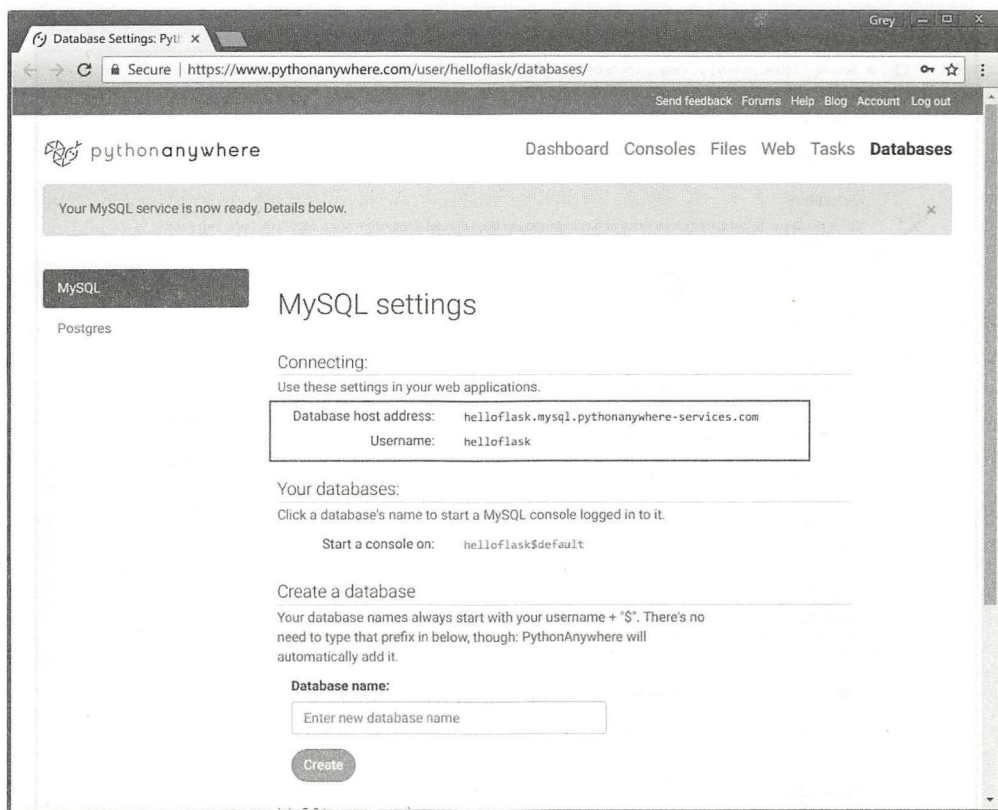 Grey
Database Settings: Pyt
Secure | https://www.pythonanywhere.com/user/helloflask/databases/
Send feedback Forums Help Blog Account Log out
pythonanywhere
Dashboard Consoles Files Web Tasks Databases
Your MySQL service is now ready. Details below.
MySQL
Postgres
MySQL settings
Connecting:
Use these settings in your web applications.
Database host address: helloflask.mysql.pythonanywhere-services.com
Username: helloflask
Your databases:
Click a database's name to start a MySQL console logged in to it.
Start a console on: helloflask$default
Create a database
Your database names always start with your username + "$". There's no
need to type that prefix in below, though: PythonAnywhere will
automatically add it.
Database name:
Enter new database name
Create